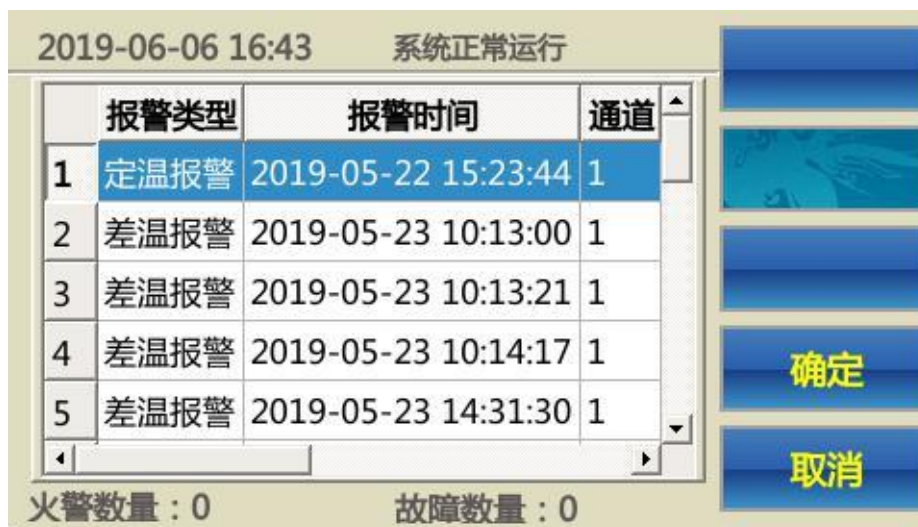 2019-06-06 16:43 系统正常运行
报警类型 报警时间 通道
1 定温报警 2019-05-22 15:23:44 1
2 差温报警 2019-05-23 10:13:00 1
3 差温报警 2019-05-23 10:13:21 1
4 差温报警 2019-05-23 10:14:17 1
5 差温报警 2019-05-23 14:31:30 1
确定
取消
火警数量：0 故障数量：0